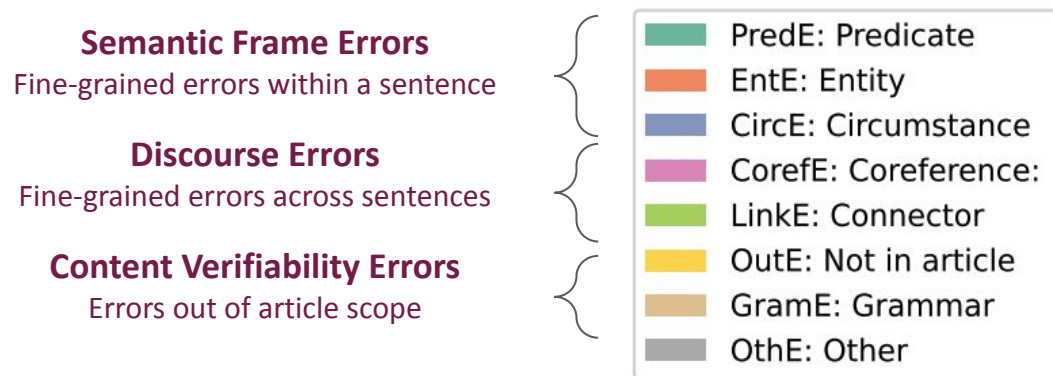 Semantic Frame Errors
Fine-grained errors within a sentence
Discourse Errors
Fine-grained errors across sentences
Content Verifiability Errors
Errors out of article scope
PredE: Predicate
EntE: Entity
CircE: Circumstance
CorefE: Coreference:
LinkE: Connector
OutE: Not in article
GramE: Grammar
OthE: Other